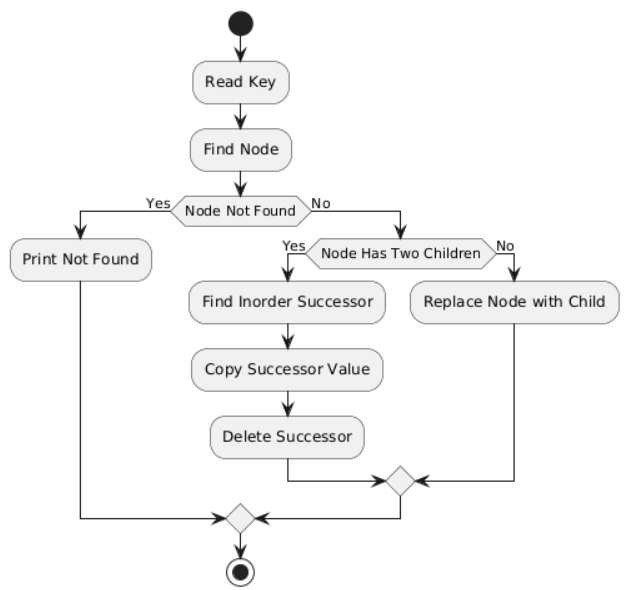 Read Key
Find Node
Yes
Node Not Found
No
Print Not Found
Yes
Node Has Two Children
No
Find Inorder Successor
Replace Node with Child
Copy Successor Value
Delete Successor